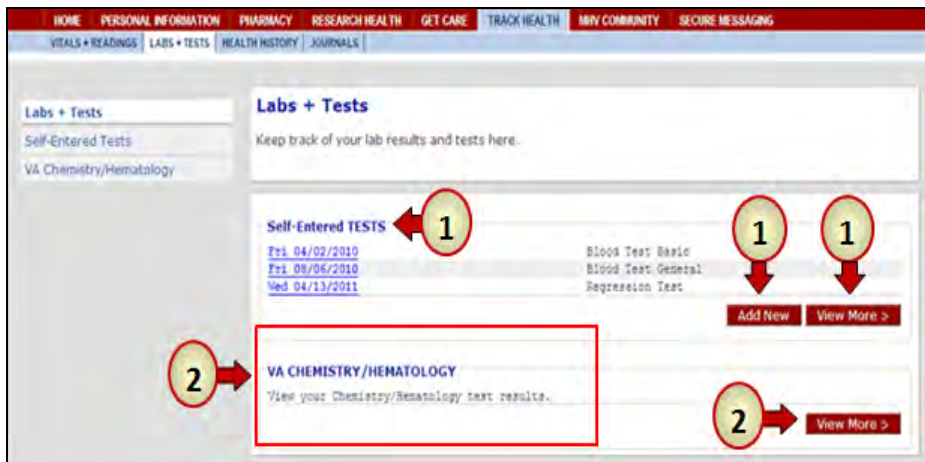 HOME PERSONAL INFORMATION PHARMACY RESEARCH HEALTH GET CARE TRACK HEALTH MHV COMMUNITY SECURE MESSAGING
VITALS + READINGS LABS + TESTS HEALTH HISTORY JOURNALS
Labs + Tests
Self-Entered Tests
VA Chemistry/Hematology
Labs + Tests
Keep track of your lab results and tests here.
Self-Entered TESTS 1 1 1
Fri 04/02/2010 Blood Test Basic
Fri 08/06/2010 Blood Test General
Wed 04/13/2011 Regression Test
Add New View More >
2 VA CHEMISTRY/HEMATOLOGY
View your Chemistry/Hematology test results.
2 View More >